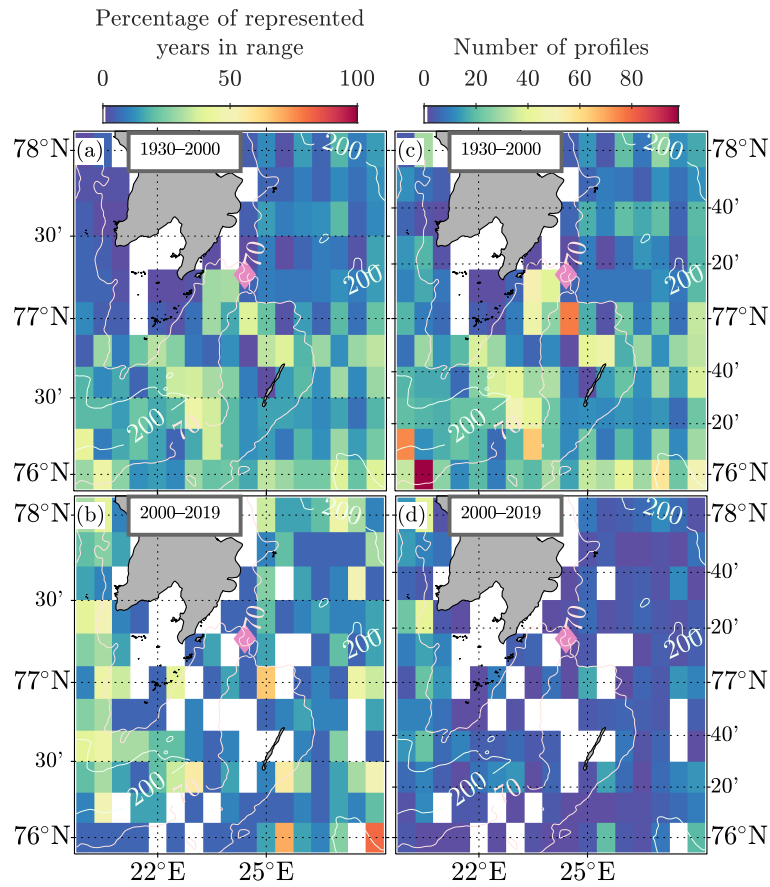 Percentage of represented
years in range
Number of profiles
0 50 100
0 20 40 60 80
78°N (a) 1930–2000 200
(c) 1930–2000 200 78°N
40'
30'
70 200
70 200 20'
77°N
77°N
40'
30'
200 70
200 70 20'
76°N
76°N
78°N (b) 2000–2019
(d) 2000–2019 200 78°N
40'
30'
70 200
70 200 20'
77°N
77°N
40'
30'
200 70
200 70 20'
76°N
76°N
22°E 25°E
22°E 25°E